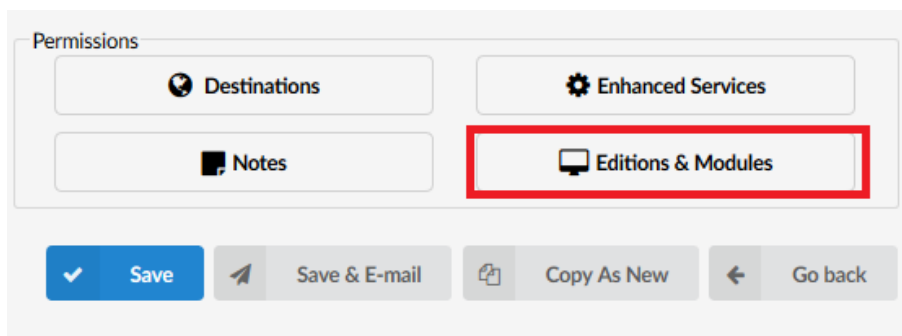 Permissions
Destinations
Enhanced Services
Notes
Editions & Modules
Save
Save & E-mail
Copy As New
Go back